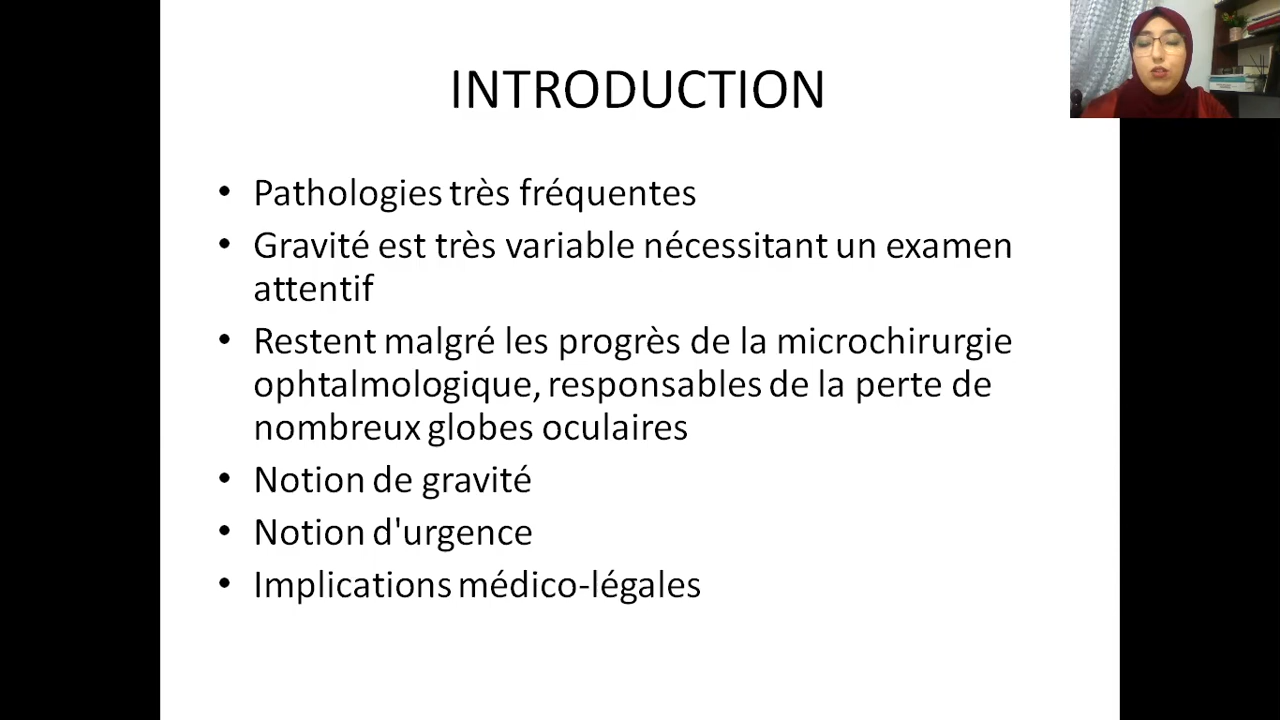 INTRODUCTION
• Pathologies très fréquentes
• Gravité est très variable nécessitant un examen
attentif
• Restent malgré les progrès de la microchirurgie
ophtalmologique, responsables de la perte de
nombreux globes oculaires
• Notion de gravité
• Notion d'urgence
• Implications médico-légales